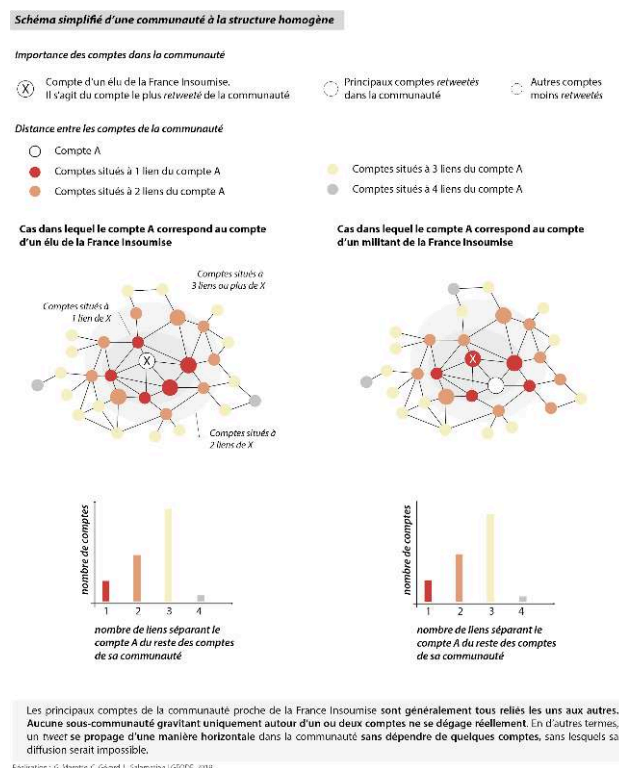 Schéma simplifié d'une communauté à la structure homogène
Importance des comptes dans la communauté
X
Compte d'un élu de la France Insoumise.
Il s'agit du compte le plus retweeté de la communauté
Principaux comptes retweetés
dans la communauté
Autres comptes
moins retweetés
Distance entre les comptes de la communauté
Compte A
Comptes situés à 1 lien du compte A
Comptes situés à 2 liens du compte A
Comptes situés à 3 liens du compte A
Comptes situés à 4 liens du compte A
Cas dans lequel le compte A correspond au compte
d'un élu de la France Insoumise
Comptes situés à
3 liens ou plus de X
Comptes situés à
1 lien de X
X
Comptes situés à
2 liens de X
Cas dans lequel le compte A correspond au compte
d'un militant de la France Insoumise
X
nombre de comptes
1 2 3 4
nombre de liens séparant le
compte A du reste des comptes
de sa communauté
nombre de comptes
1 2 3 4
nombre de liens séparant le
compte A du reste des comptes
de sa communauté
Les principaux comptes de la communauté proche de la France Insoumise sont généralement tous reliés les uns aux autres.
Aucune sous-communauté gravitant uniquement autour d'un ou deux comptes ne se dégage réellement. En d'autres termes,
un tweet se propage d'une manière horizontale dans la communauté sans dépendre de quelques comptes, sans lesquels sa
diffusion serait impossible.